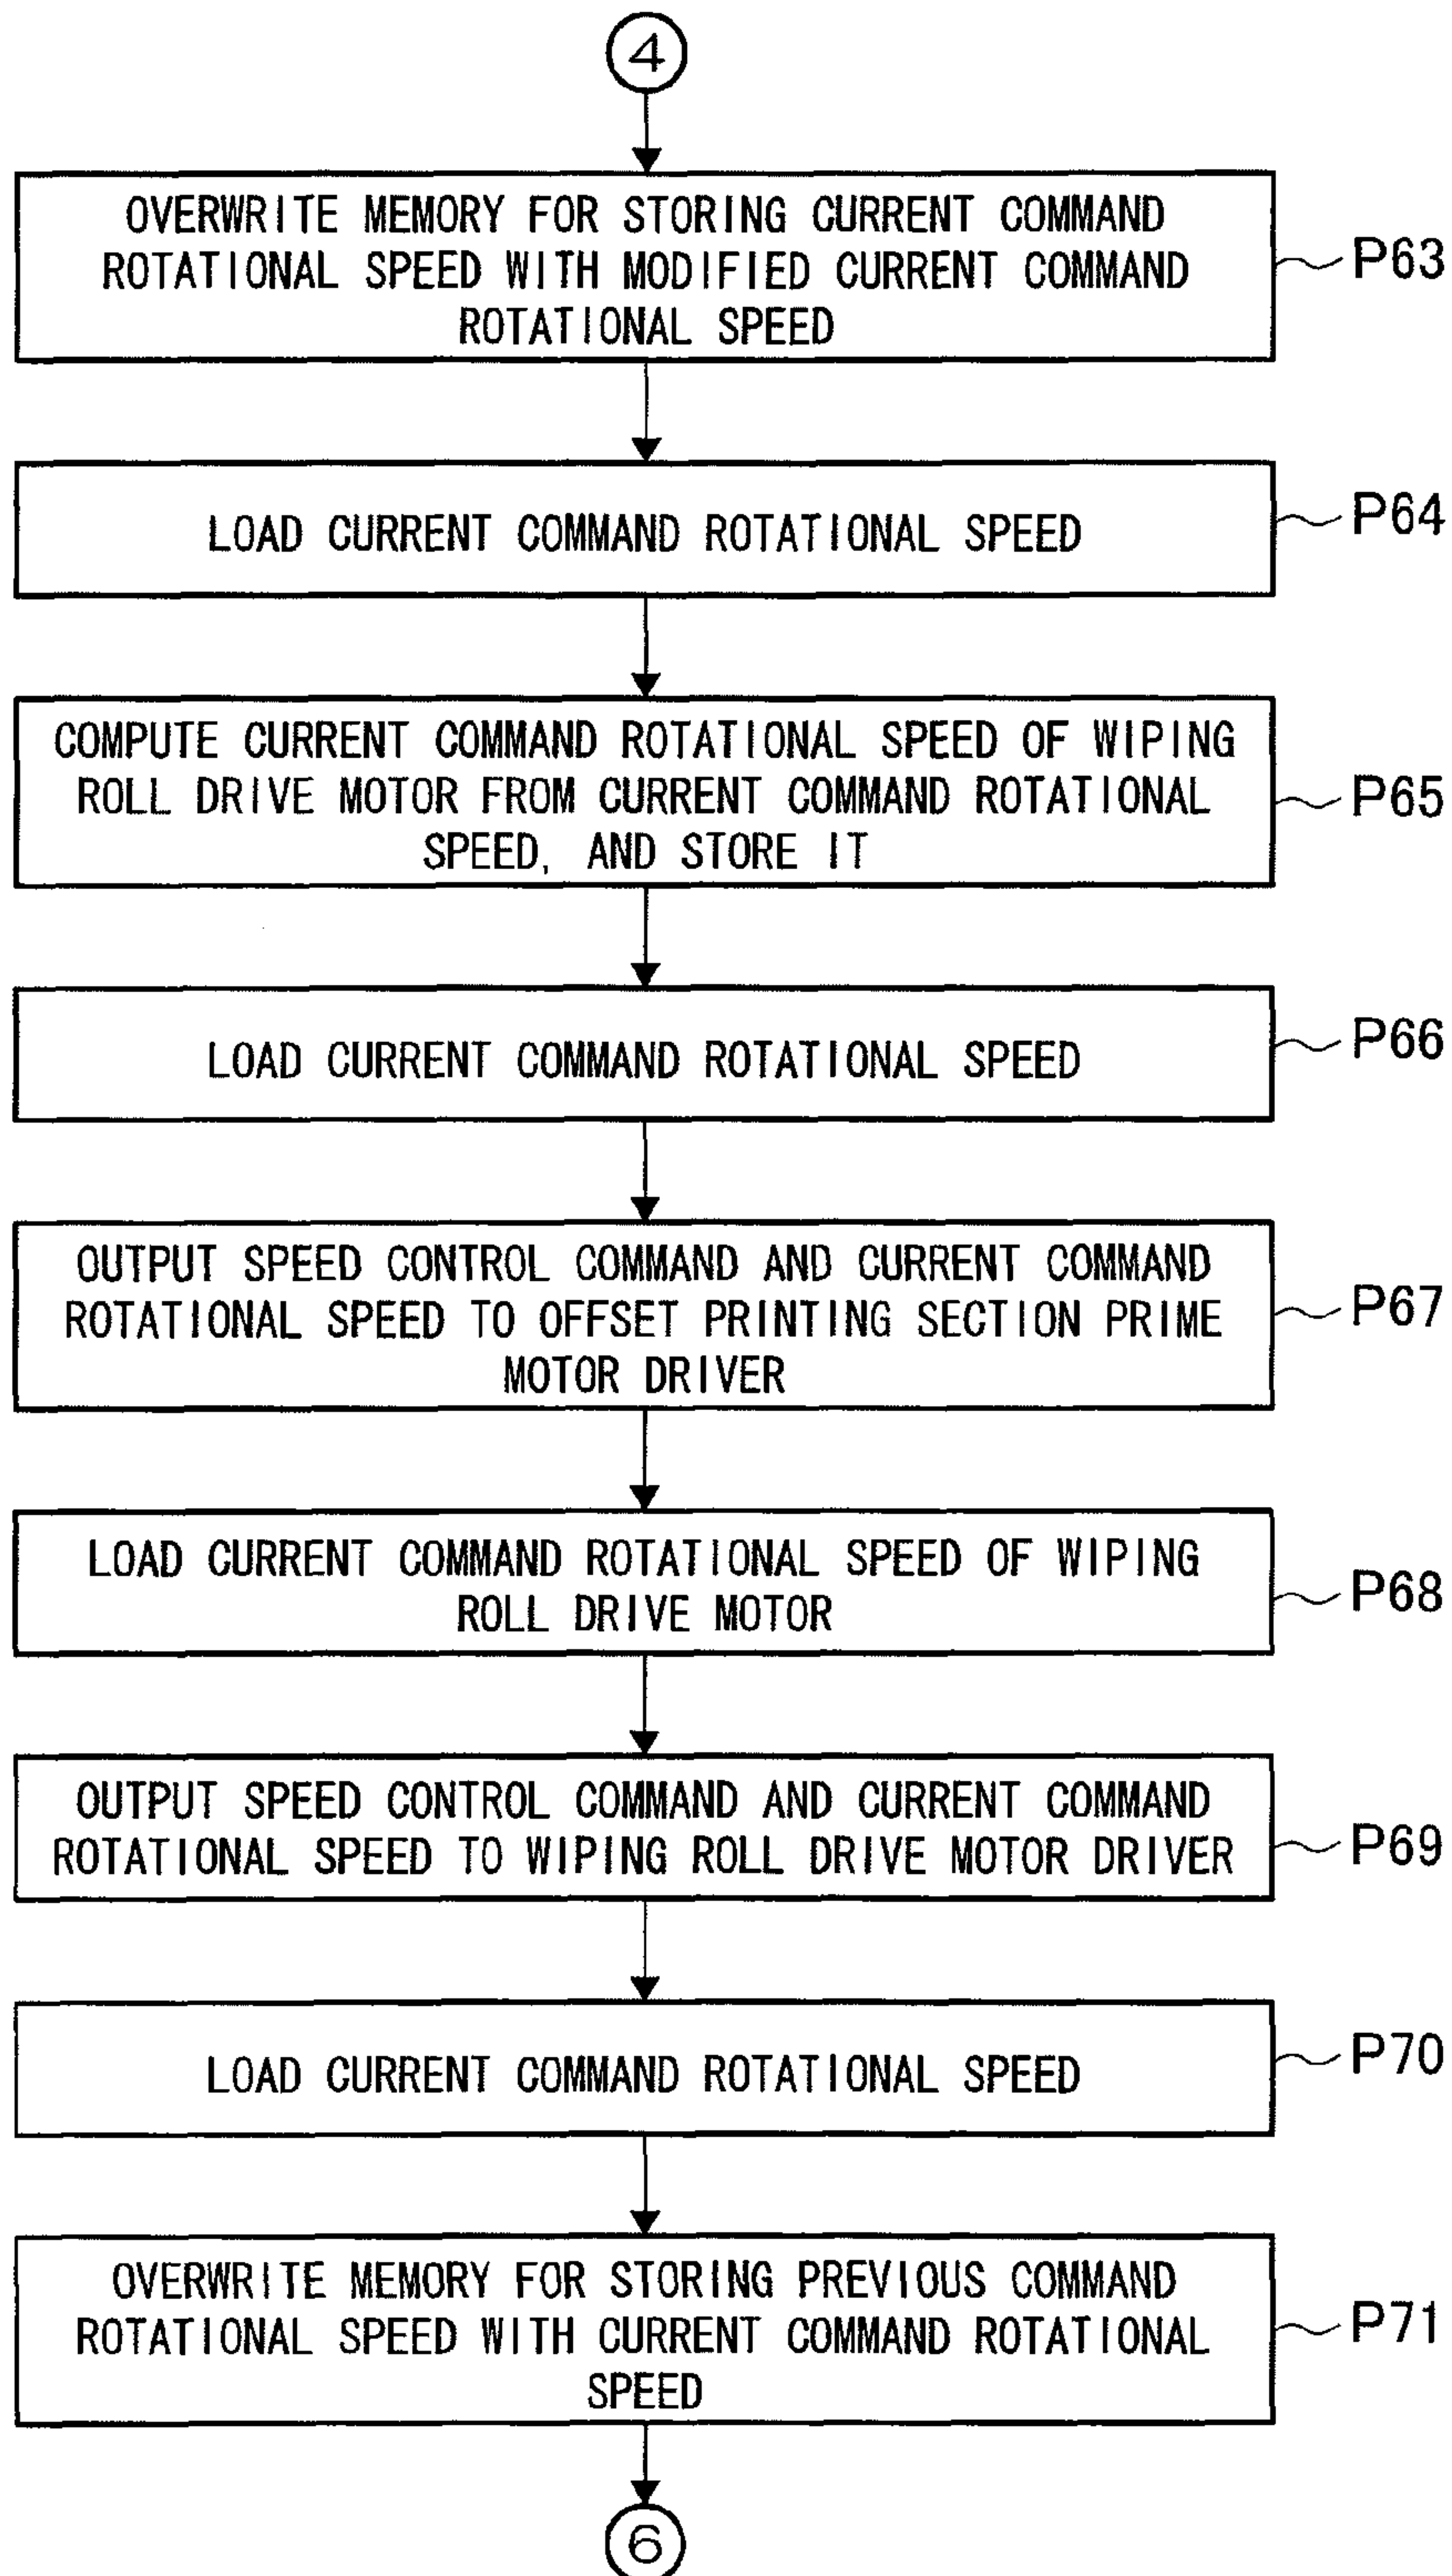 4
OVERWRITE MEMORY FOR STORING CURRENT COMMAND
ROTATIONAL SPEED WITH MODIFIED CURRENT COMMAND
ROTATIONAL SPEED
P63
LOAD CURRENT COMMAND ROTATIONAL SPEED
P64
COMPUTE CURRENT COMMAND ROTATIONAL SPEED OF WIPING
ROLL DRIVE MOTOR FROM CURRENT COMMAND ROTATIONAL
SPEED, AND STORE IT
P65
LOAD CURRENT COMMAND ROTATIONAL SPEED
P66
OUTPUT SPEED CONTROL COMMAND AND CURRENT COMMAND
ROTATIONAL SPEED TO OFFSET PRINTING SECTION PRIME
MOTOR DRIVER
P67
LOAD CURRENT COMMAND ROTATIONAL SPEED OF WIPING
ROLL DRIVE MOTOR
P68
OUTPUT SPEED CONTROL COMMAND AND CURRENT COMMAND
ROTATIONAL SPEED TO WIPING ROLL DRIVE MOTOR DRIVER
P69
LOAD CURRENT COMMAND ROTATIONAL SPEED
P70
OVERWRITE MEMORY FOR STORING PREVIOUS COMMAND
ROTATIONAL SPEED WITH CURRENT COMMAND ROTATIONAL
SPEED
P71
6